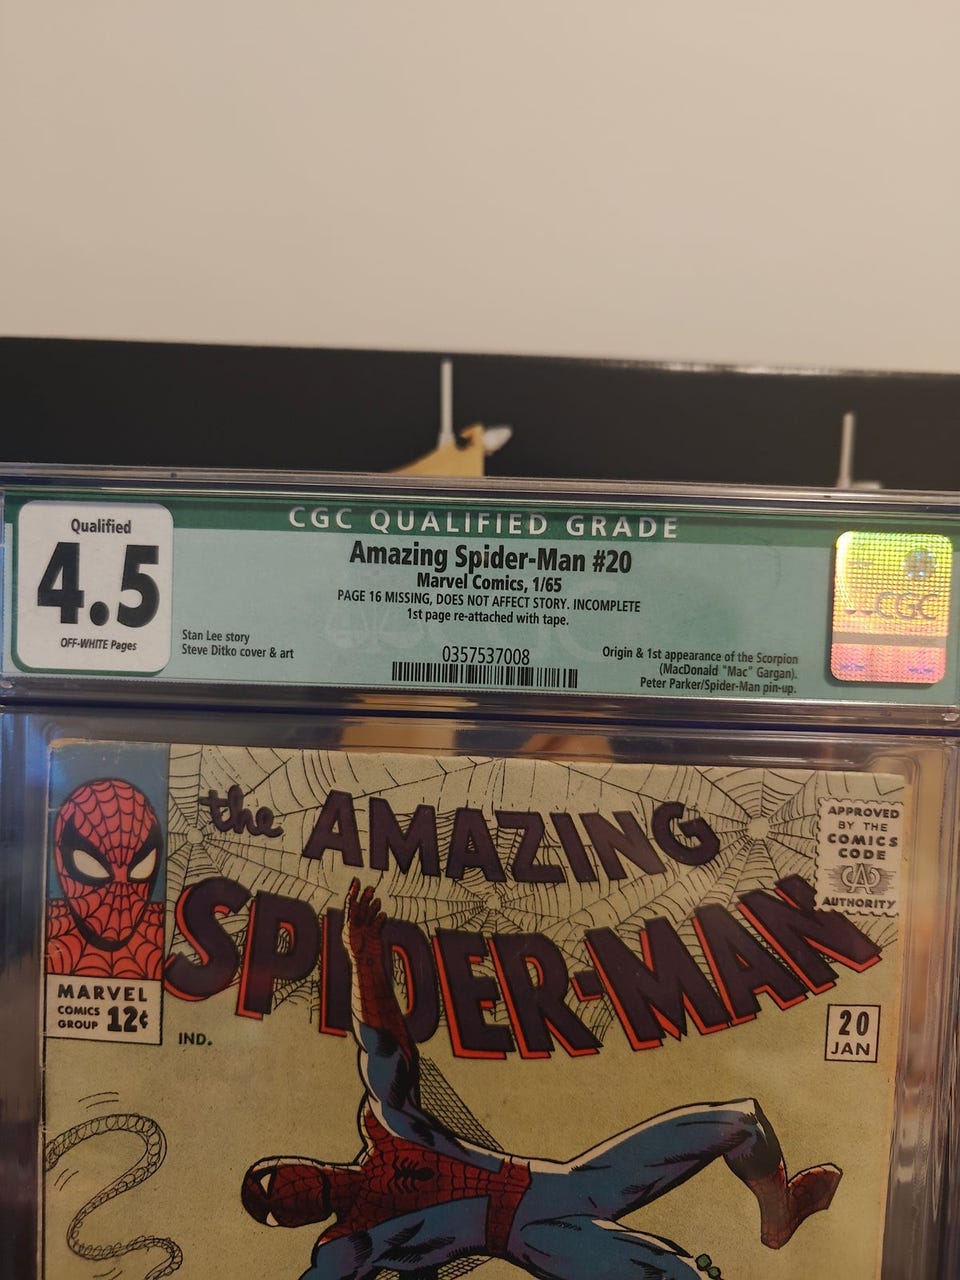 CGC QUALIFIED GRADE
Qualified
4.5
OFF-WHITE Pages
Amazing Spider-Man #20
Marvel Comics, 1/65
PAGE 16 MISSING, DOES NOT AFFECT STORY. INCOMPLETE
1st page re-attached with tape.
Stan Lee story
Steve Ditko cover & art
0357537008
Origin & 1st appearance of the Scorpion
(MacDonald "Mac" Gargan).
Peter Parker/Spider-Man pin-up.
CGC
the AMAZING
SPIDER-MAN
APPROVED
BY THE
COMICS
CODE
CA
AUTHORITY
MARVEL
COMICS
GROUP 12¢
IND.
20
JAN